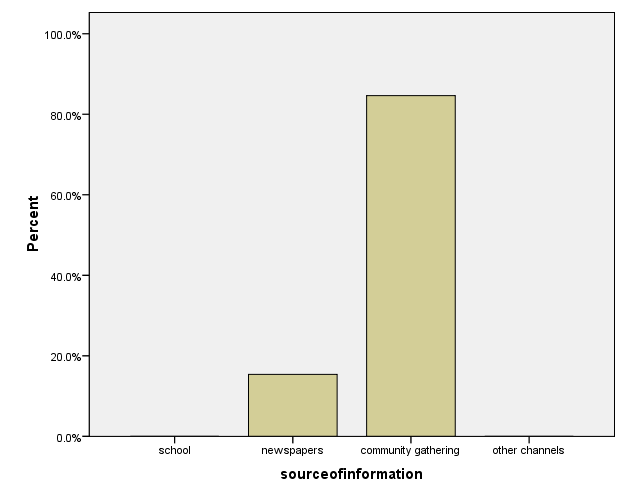 100.0%
80.0%
60.0%
40.0%
20.0%
0.0%
Percent
school newspapers community gathering other channels
sourceofinformation